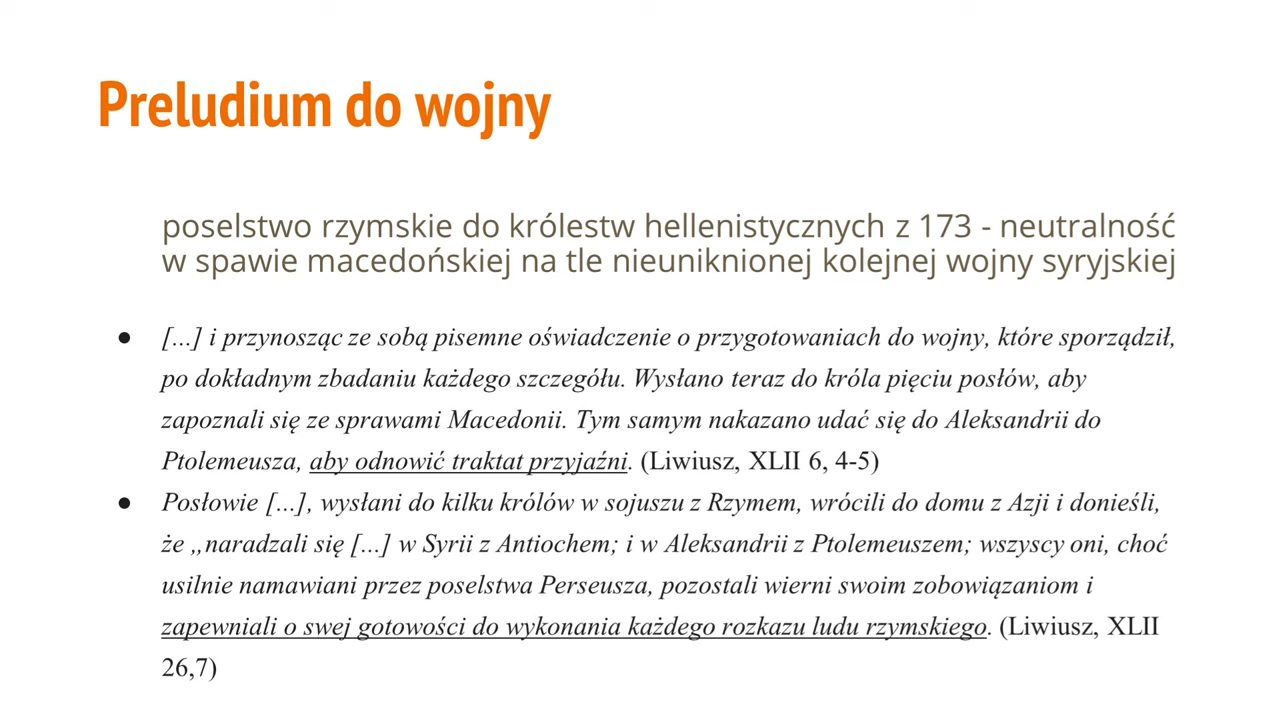 Preludium do wojny
poselstwo rzymskie do królestw hellenistycznych z 173 - neutralność
w spawie macedońskiej na tle nieuniknionej kolejnej wojny syryjskiej
● [...] i przynosząc ze sobą pisemne oświadczenie o przygotowaniach do wojny, które sporządził,
po dokładnym zbadaniu każdego szczegółu. Wysłano teraz do króla pięciu posłów, aby
zapoznali się ze sprawami Macedonii. Tym samym nakazano udać się do Aleksandrii do
Ptolemeusza, aby odnowić traktat przyjaźni. (Liwiusz, XLII 6, 4-5)
● Posłowie [...], wysłani do kilku królów w sojuszu z Rzymem, wrócili do domu z Azji i donieśli,
że „naradzali się [...] w Syrii z Antiochem; i w Aleksandrii z Ptolemeuszem; wszyscy oni, choć
usilnie namawiani przez poselstwa Perseusza, pozostali wierni swoim zobowiązaniom i
zapewniali o swej gotowości do wykonania każdego rozkazu ludu rzymskiego. (Liwiusz, XLII
26,7)